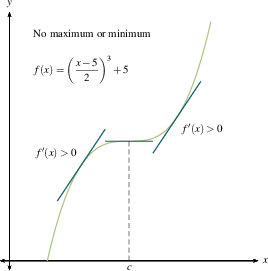 y
No maximum or minimum
f(x) = ((x−5)/2)^3 + 5
f′(x) > 0
f′(x) > 0
x
c